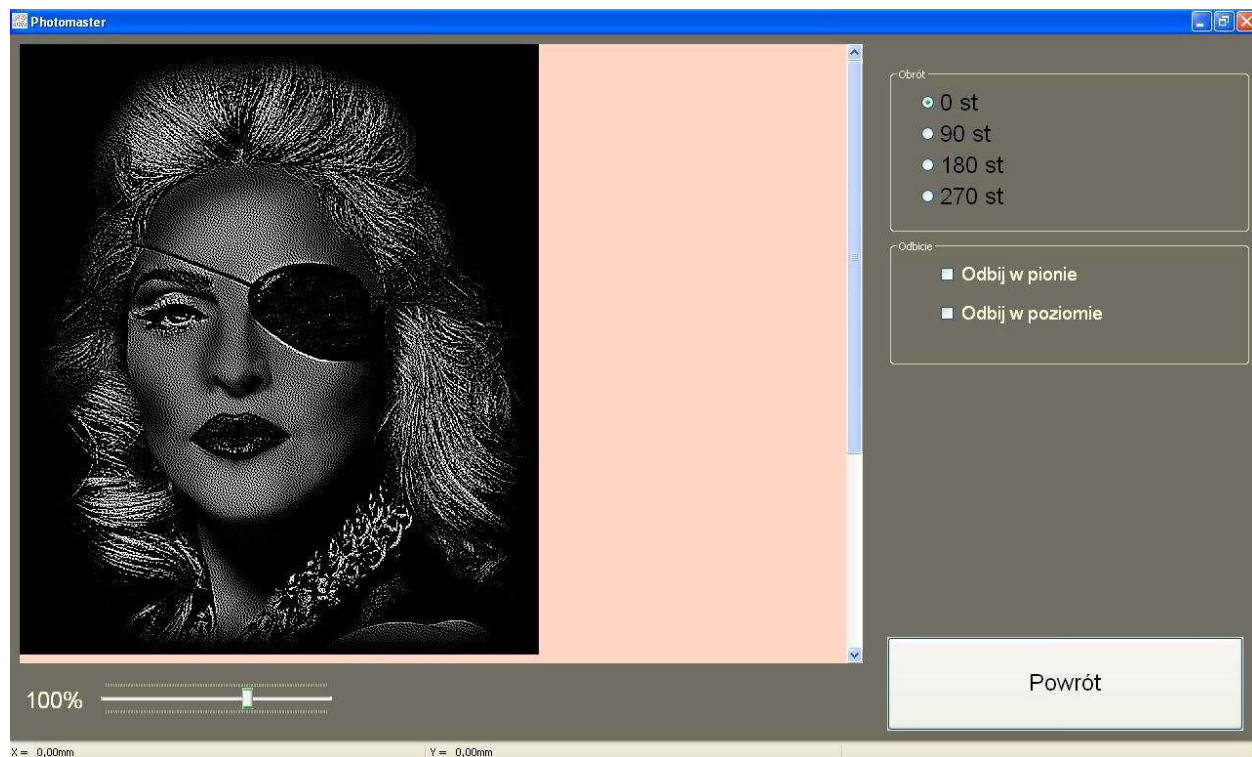 Photomaster
Obrót
0 st
90 st
180 st
270 st
Odbicie
Odbij w pionie
Odbij w poziomie
Powrót
100%
X = 0,00mm
Y = 0,00mm